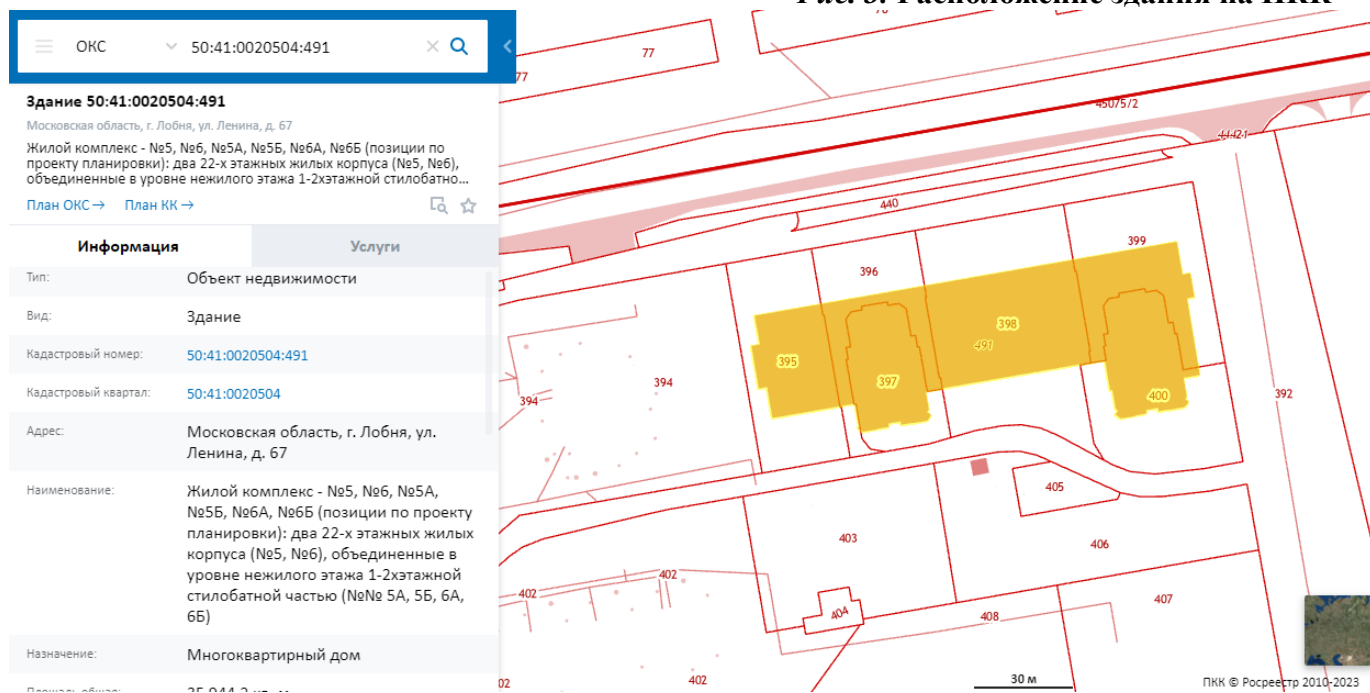 Рис. 3. Расположение здания на ПКК
ОКС 50:41:0020504:491
Здание 50:41:0020504:491
Московская область, г. Лобня, ул. Ленина, д. 67
Жилой комплекс - №5, №6, №5А, №5Б, №6А, №6Б (позиции по
проекту планировки): два 22-х этажных жилых корпуса (№5, №6),
объединенные в уровне нежилого этажа 1-2хэтажной стилобатно...
План ОКС → План КК →
Информация Услуги
Тип: Объект недвижимости
Вид: Здание
Кадастровый номер: 50:41:0020504:491
Кадастровый квартал: 50:41:0020504
Адрес: Московская область, г. Лобня, ул.
Ленина, д. 67
Наименование: Жилой комплекс - №5, №6, №5А,
№5Б, №6А, №6Б (позиции по проекту
планировки): два 22-х этажных жилых
корпуса (№5, №6), объединенные в
уровне нежилого этажа 1-2хэтажной
стилобатной частью (№№ 5А, 5Б, 6А,
6Б)
Назначение: Многоквартирный дом
77
77
45075/2
440
399
396
398
491
395
397
394
394
400
392
405
403
406
402
402
404
407
408
402
02
30 м
ПКК © Росреестр 2010-2023